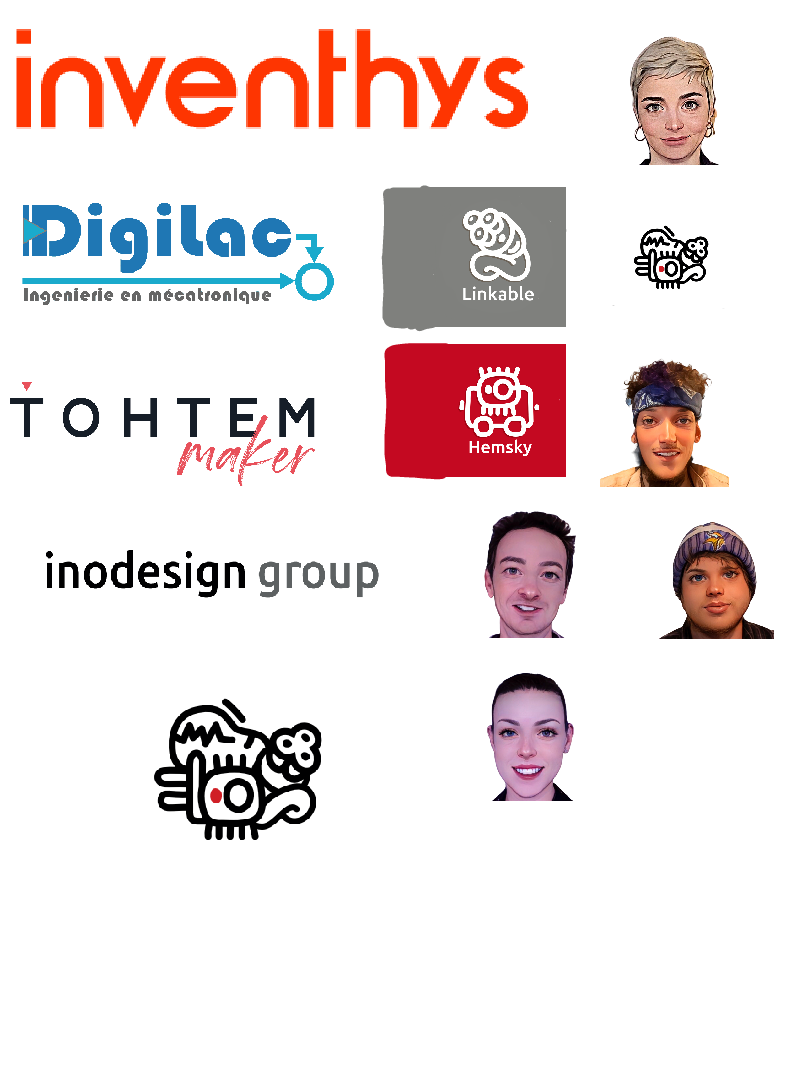 inventhys
DigiLac
Ingenierie en mécatronique
Linkable
TOHTEM
maker
Hemsky
inodesign group